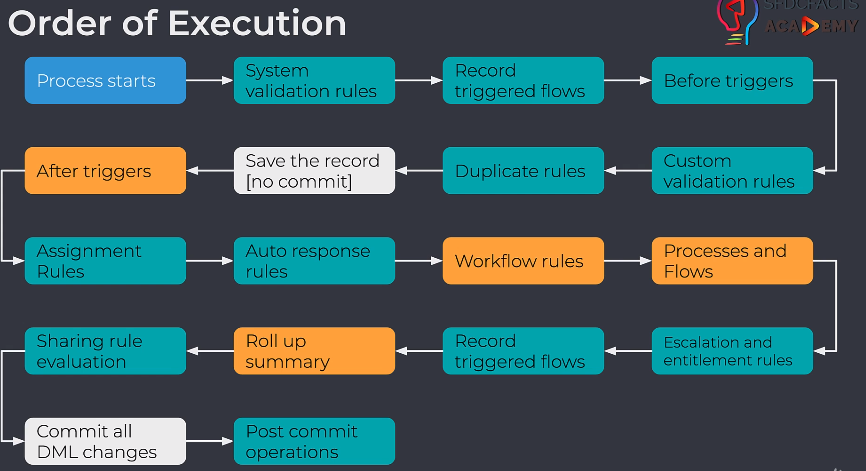 Order of Execution
SFDCFACTS
ACADEMY
Process starts
System
validation rules
Record
triggered flows
Before triggers
Custom
validation rules
Duplicate rules
Save the record
[no commit]
After triggers
Assignment
Rules
Auto response
rules
Workflow rules
Processes and
Flows
Escalation and
entitlement rules
Record
triggered flows
Roll up
summary
Sharing rule
evaluation
Commit all
DML changes
Post commit
operations